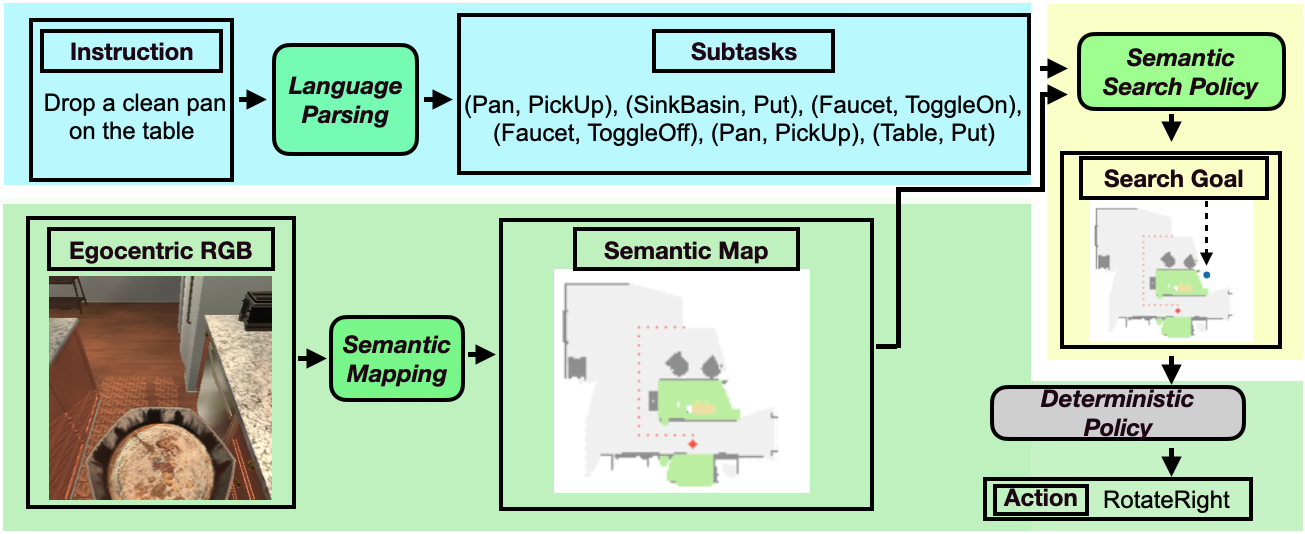 Instruction
Drop a clean pan
on the table
Language
Parsing
Subtasks
(Pan, PickUp), (SinkBasin, Put), (Faucet, ToggleOn),
(Faucet, ToggleOff), (Pan, PickUp), (Table, Put)
Semantic
Search Policy
Search Goal
Egocentric RGB
Semantic
Mapping
Semantic Map
Deterministic
Policy
Action
RotateRight